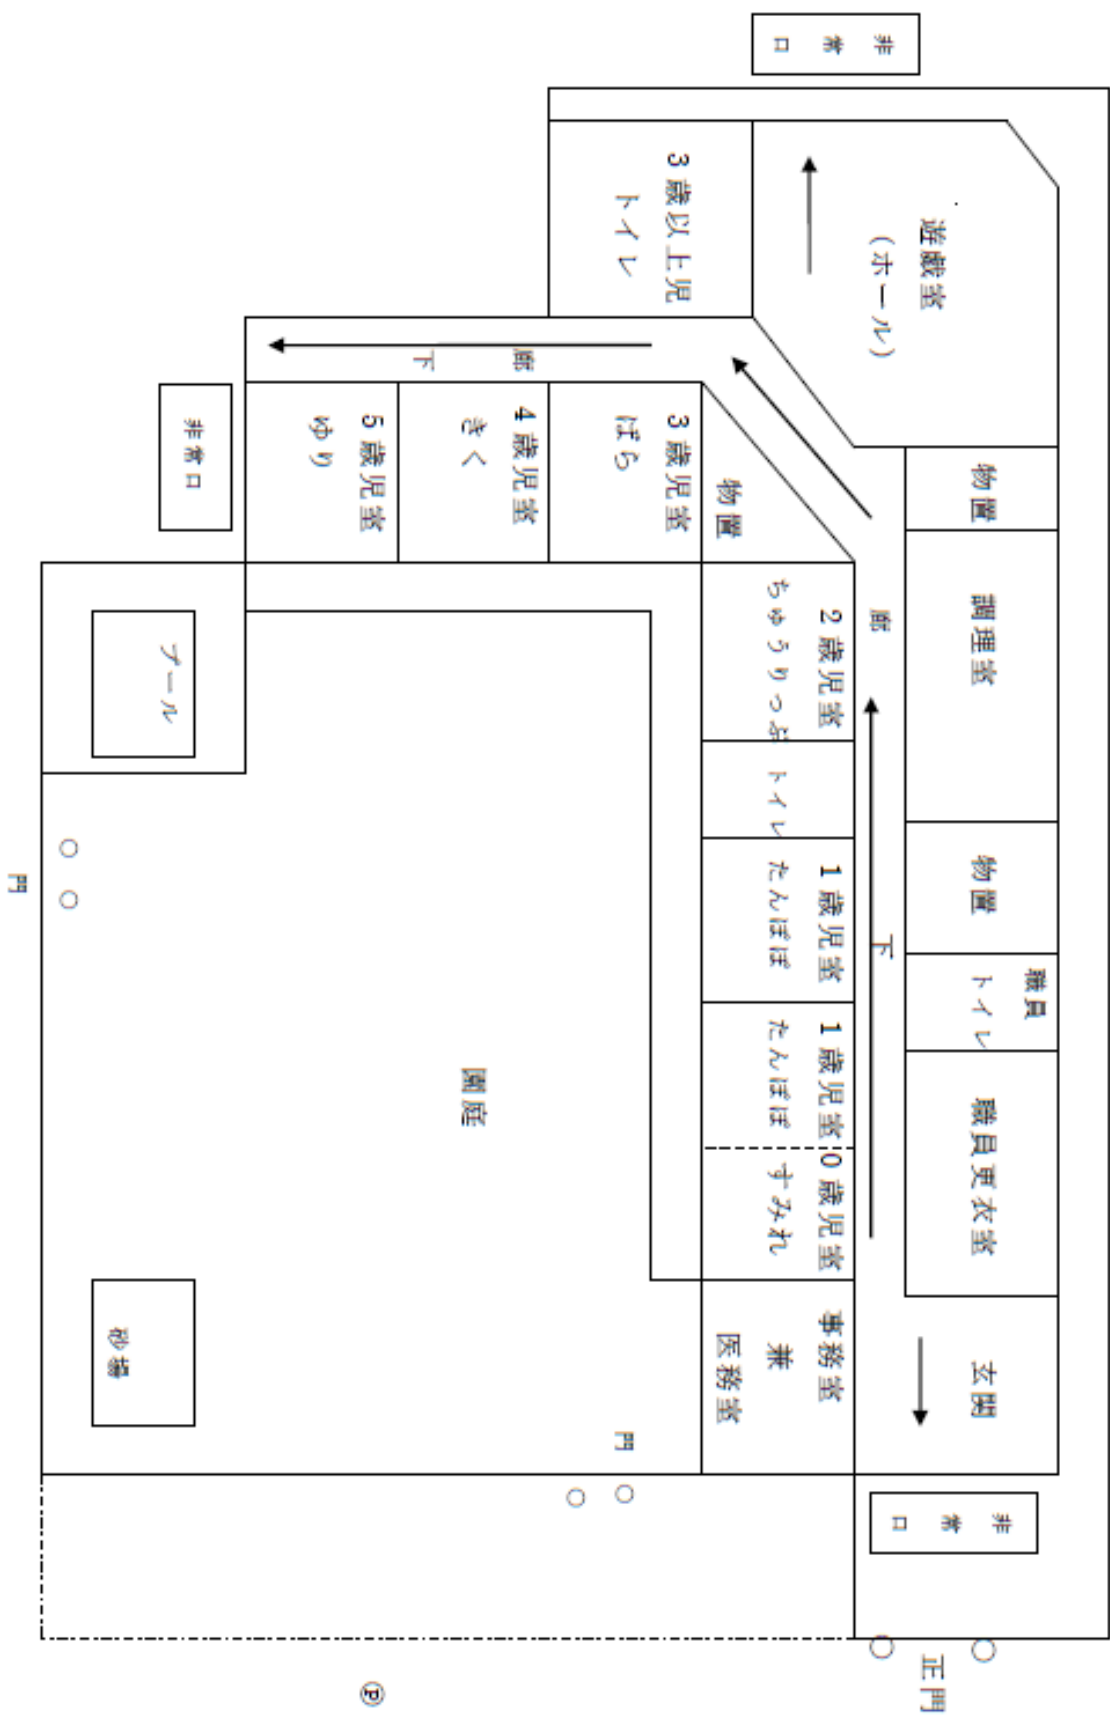 非常口
遊戯室
(ホール)
3歳以上児
トイレ
物置
調理室
物置
職員
トイレ
職員更衣室
玄関
非常口
正門
廊下
廊下
物置
3歳児室
ばら
4歳児室
きく
5歳児室
ゆり
非常口
2歳児室
ちゅうりっぷ
トイレ
1歳児室
たんぽぽ
1歳児室
たんぽぽ
0歳児室
すみれ
事務室
兼
医務室
園庭
プール
砂場
門
門
Ⓟ